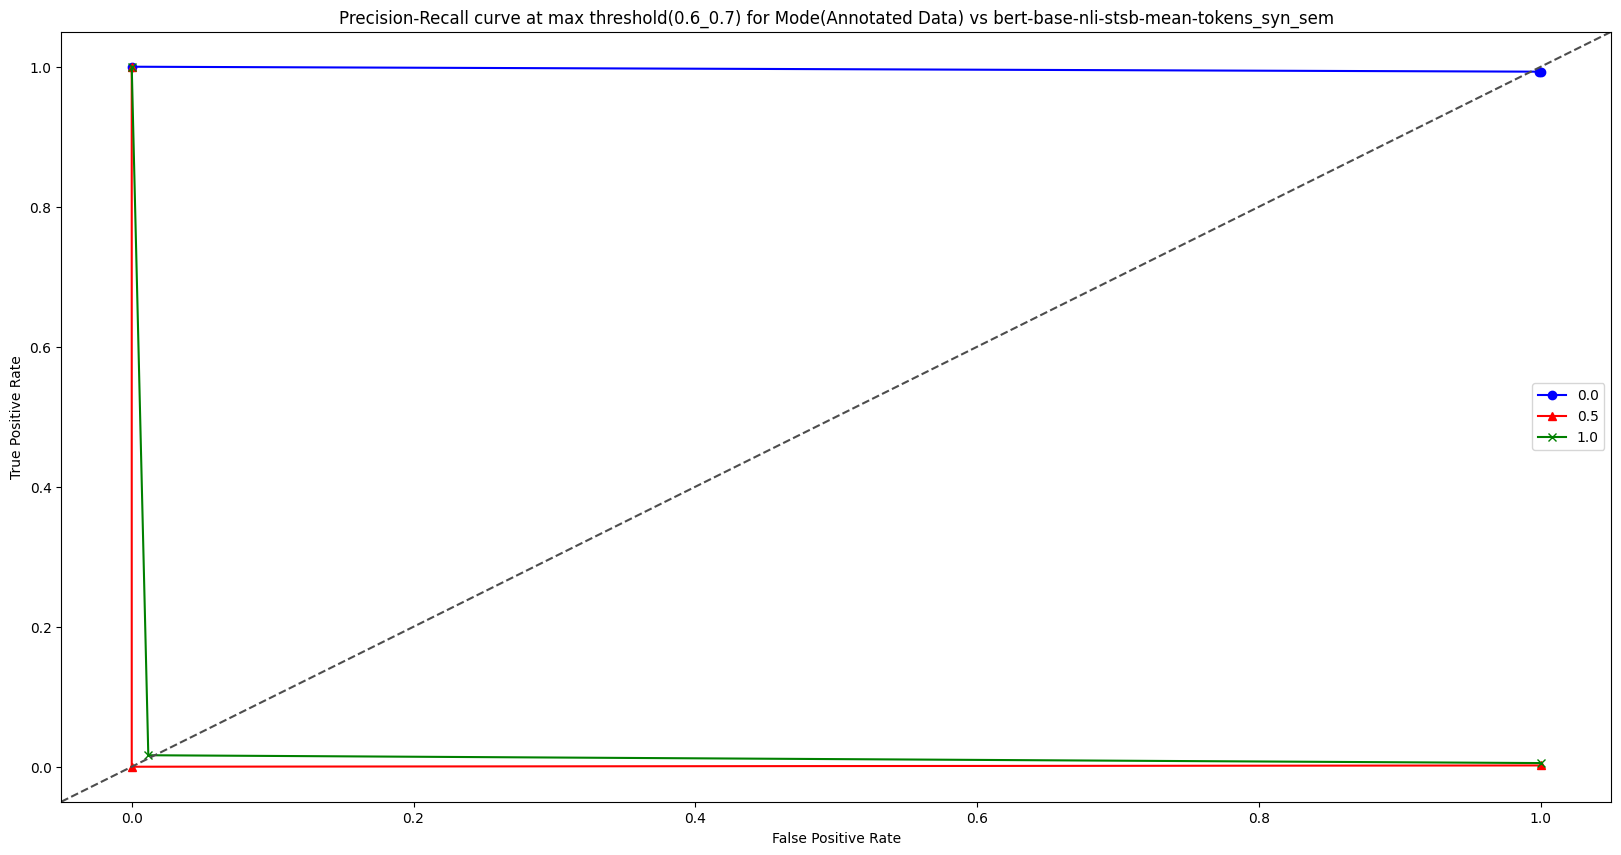 Precision-Recall curve at max threshold(0.6_0.7) for Mode(Annotated Data) vs bert-base-nli-stsb-mean-tokens_syn_sem
True Positive Rate
1.0
0.8
0.6
0.4
0.2
0.0
0.0
0.5
1.0
0.0 0.2 0.4 0.6 0.8 1.0
False Positive Rate